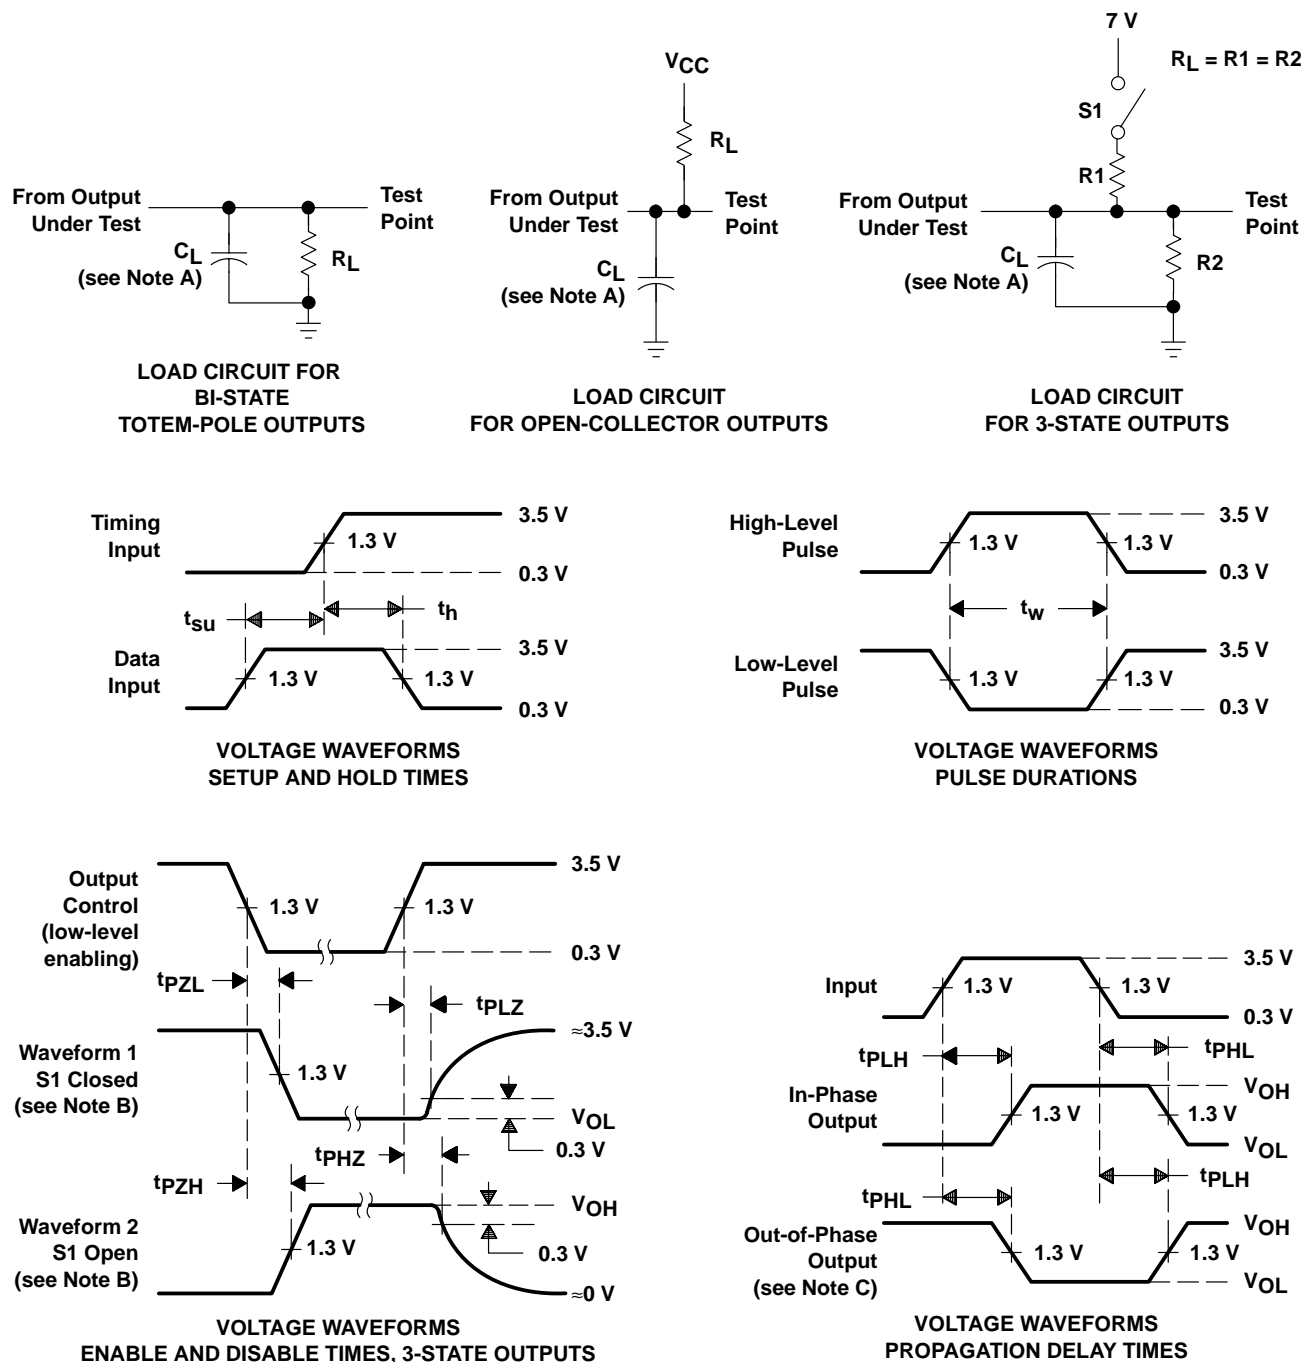 7 V
RL = R1 = R2
S1
R1
From Output
Under Test
Test
Point
CL
(see Note A)
R2
LOAD CIRCUIT
FOR 3-STATE OUTPUTS
VCC
RL
From Output
Under Test
Test
Point
CL
(see Note A)
LOAD CIRCUIT
FOR OPEN-COLLECTOR OUTPUTS
From Output
Under Test
Test
Point
CL
(see Note A)
RL
LOAD CIRCUIT FOR
BI-STATE
TOTEM-POLE OUTPUTS
Timing
Input
1.3 V
3.5 V
0.3 V
tsu
th
Data
Input
1.3 V
1.3 V
3.5 V
0.3 V
VOLTAGE WAVEFORMS
SETUP AND HOLD TIMES
High-Level
Pulse
1.3 V
1.3 V
3.5 V
0.3 V
tw
Low-Level
Pulse
1.3 V
1.3 V
3.5 V
0.3 V
VOLTAGE WAVEFORMS
PULSE DURATIONS
Output
Control
(low-level
enabling)
1.3 V
1.3 V
3.5 V
0.3 V
tPZL
tPLZ
Waveform 1
S1 Closed
(see Note B)
1.3 V
≈3.5 V
VOL
0.3 V
tPHZ
tPZH
Waveform 2
S1 Open
(see Note B)
1.3 V
VOH
0.3 V
≈0 V
VOLTAGE WAVEFORMS
ENABLE AND DISABLE TIMES, 3-STATE OUTPUTS
Input
1.3 V
1.3 V
3.5 V
0.3 V
tPLH
tPHL
In-Phase
Output
1.3 V
1.3 V
VOH
VOL
tPHL
tPLH
Out-of-Phase
Output
(see Note C)
1.3 V
1.3 V
VOH
VOL
VOLTAGE WAVEFORMS
PROPAGATION DELAY TIMES